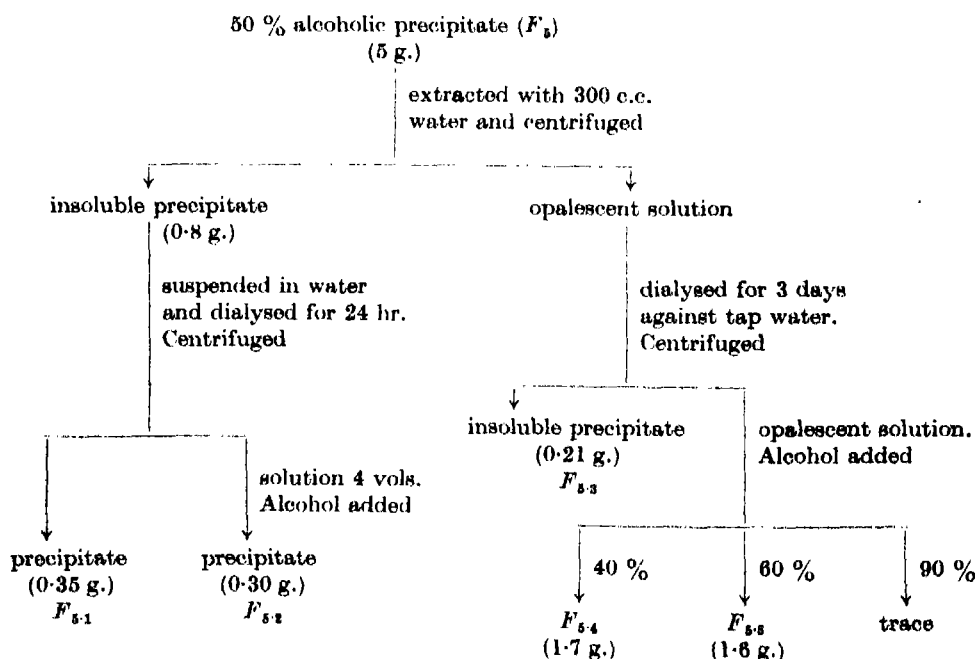 50 % alcoholic precipitate (F₅)
(5 g.)
extracted with 300 c.c.
water and centrifuged
insoluble precipitate
(0·8 g.)
opalescent solution
suspended in water
and dialysed for 24 hr.
Centrifuged
dialysed for 3 days
against tap water.
Centrifuged
insoluble precipitate
(0·21 g.)
F₅.₃
opalescent solution.
Alcohol added
solution 4 vols.
Alcohol added
precipitate
(0·35 g.)
F₅.₁
precipitate
(0·30 g.)
F₅.₂
40 %
60 %
90 %
F₅.₄
(1·7 g.)
F₅.₅
(1·6 g.)
trace